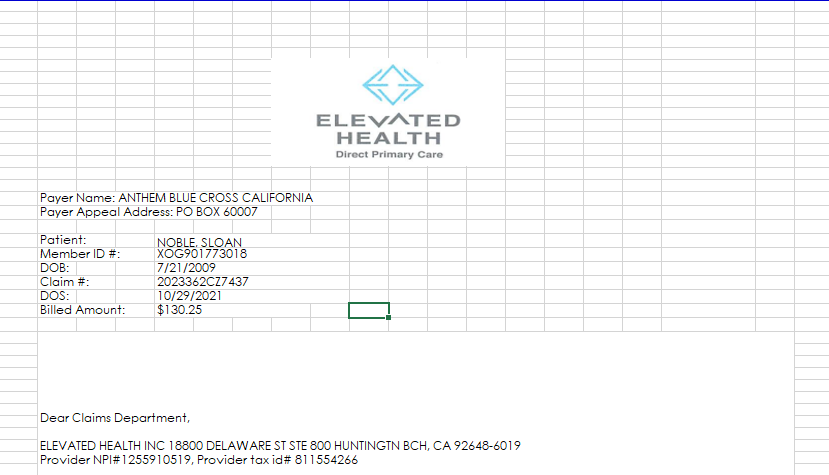 ELEVATED
HEALTH
Direct Primary Care
Payer Name: ANTHEM BLUE CROSS CALIFORNIA
Payer Appeal Address: PO BOX 60007
Patient: NOBLE, SLOAN
Member ID #: XOG901773018
DOB: 7/21/2009
Claim #: 2023362CZ7437
DOS: 10/29/2021
Billed Amount: $130.25
Dear Claims Department,
ELEVATED HEALTH INC 18800 DELAWARE ST STE 800 HUNTINGTN BCH, CA 92648-6019
Provider NPI#1255910519, Provider tax id# 811554266